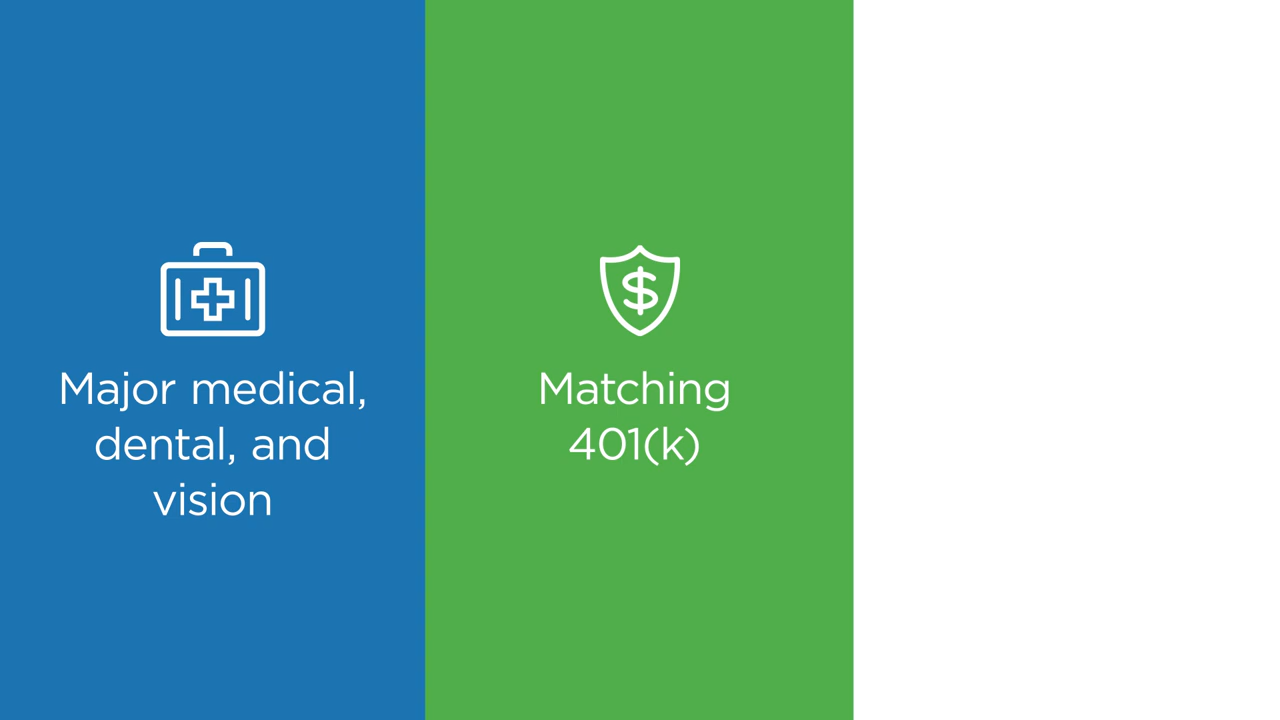 Major medical,
dental, and
vision
Matching
401(k)